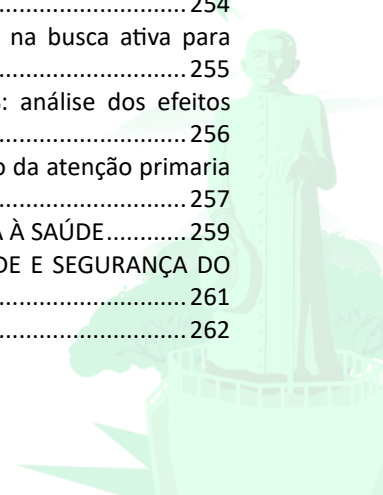 254
na busca ativa para
255
: análise dos efeitos
256
da atenção primaria
257
À SAÚDE 259
E SEGURANÇA DO
261
262